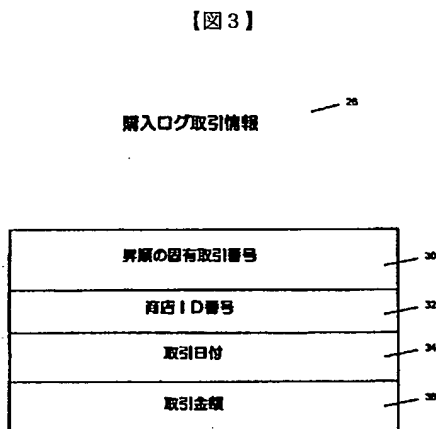 【図3】
購入ログ取引情報 28
昇順の固有取引番号 30
商店ID番号 32
取引日付 34
取引金額 36